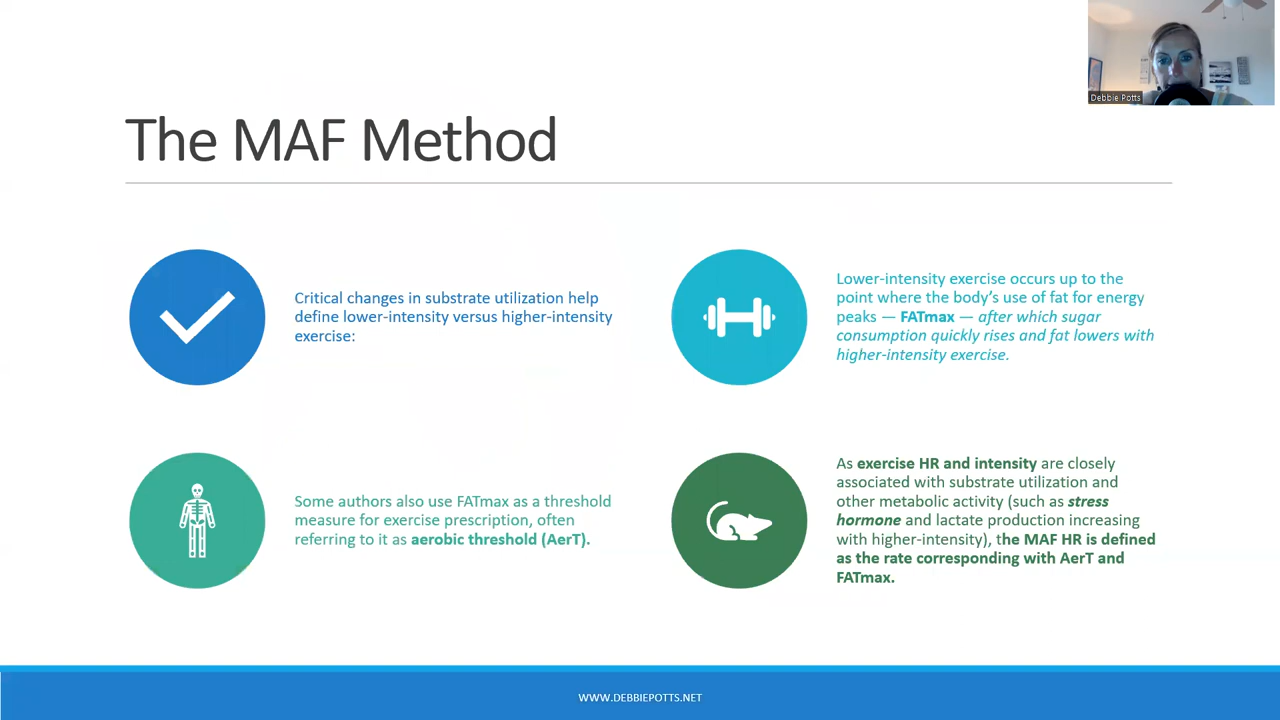 Debbie Potts
The MAF Method
Critical changes in substrate utilization help
define lower-intensity versus higher-intensity
exercise:
Lower-intensity exercise occurs up to the
point where the body’s use of fat for energy
peaks — FATmax — after which sugar
consumption quickly rises and fat lowers with
higher-intensity exercise.
Some authors also use FATmax as a threshold
measure for exercise prescription, often
referring to it as aerobic threshold (AerT).
As exercise HR and intensity are closely
associated with substrate utilization and
other metabolic activity (such as stress
hormone and lactate production increasing
with higher-intensity), the MAF HR is defined
as the rate corresponding with AerT and
FATmax.
WWW.DEBBIEPOTTS.NET